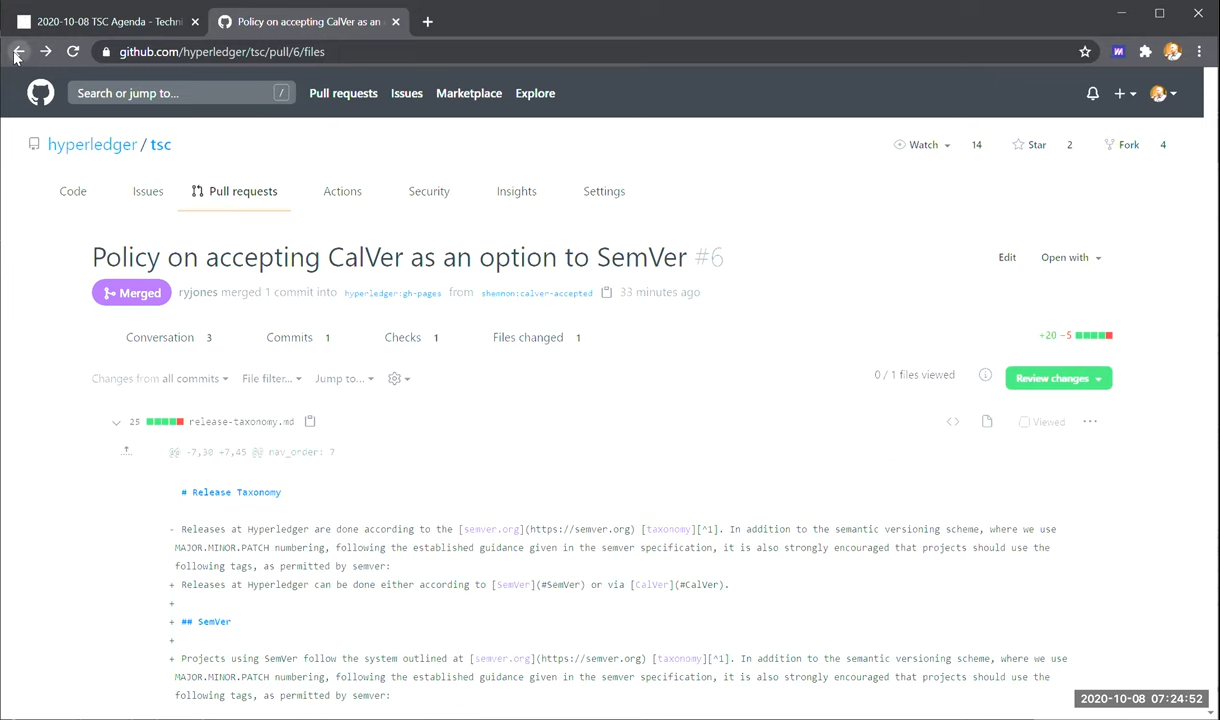 2020-10-08 TSC Agenda - Techni
Policy on accepting CalVer as an
github.com/hyperledger/tsc/pull/6/files
Search or jump to... /
Pull requests Issues Marketplace Explore
hyperledger / tsc
Watch 14 Star 2 Fork 4
Code Issues Pull requests Actions Security Insights Settings
Policy on accepting CalVer as an option to SemVer #6
Edit Open with
Merged ryjones merged 1 commit into hyperledger:gh-pages from shemnon:calver-accepted 33 minutes ago
Conversation 3 Commits 1 Checks 1 Files changed 1 +20 −5
Changes from all commits File filter... Jump to... 0 / 1 files viewed Review changes
25 release-taxonomy.md Viewed
@@ -7,30 +7,45 @@ nav_order: 7
# Release Taxonomy
- Releases at Hyperledger are done according to the [semver.org](https://semver.org) [taxonomy][^1]. In addition to the semantic versioning scheme, where we use
MAJOR.MINOR.PATCH numbering, following the established guidance given in the semver specification, it is also strongly encouraged that projects should use the
following tags, as permitted by semver:
+ Releases at Hyperledger can be done either according to [SemVer](#SemVer) or via [CalVer](#CalVer).
+
+ ## SemVer
+
+ Projects using SemVer follow the system outlined at [semver.org](https://semver.org) [taxonomy][^1]. In addition to the semantic versioning scheme, where we use
MAJOR.MINOR.PATCH numbering, following the established guidance given in the semver specification, it is also strongly encouraged that projects should use the
following tags, as permitted by semver:
2020-10-08 07:24:52